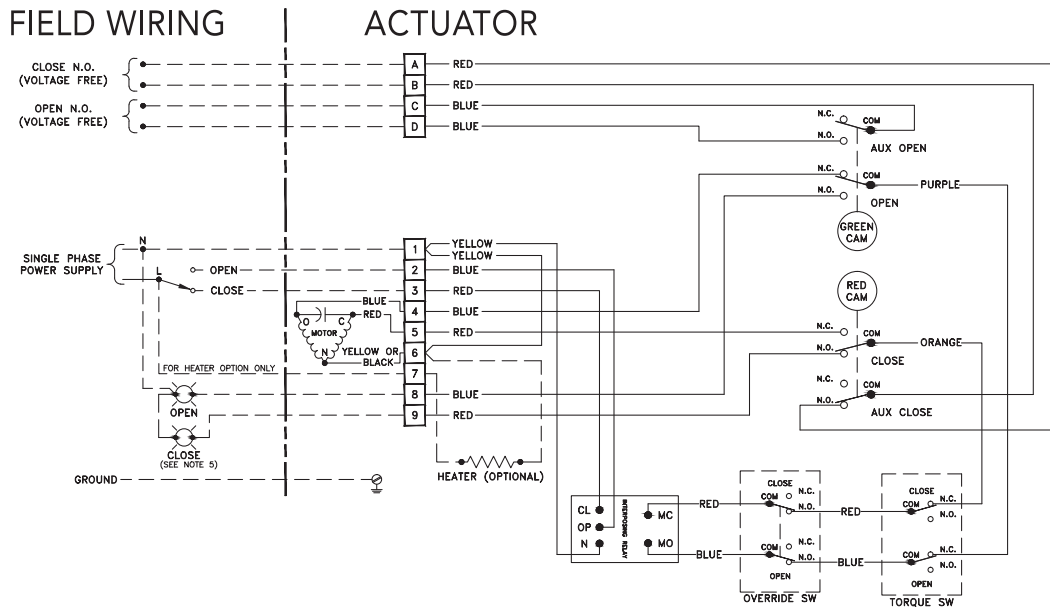 FIELD WIRING
ACTUATOR
CLOSE N.O.
(VOLTAGE FREE)
OPEN N.O.
(VOLTAGE FREE)
A
RED
B
RED
C
BLUE
D
BLUE
N.C.
COM
N.O.
AUX OPEN
N.C.
COM
PURPLE
N.O.
OPEN
GREEN
CAM
N
SINGLE PHASE
POWER SUPPLY
L
OPEN
CLOSE
1
YELLOW
YELLOW
2
BLUE
3
RED
BLUE
4
BLUE
RED
5
RED
O
C
MOTOR
N
YELLOW OR
BLACK
6
FOR HEATER OPTION ONLY
7
8
BLUE
9
RED
RED
CAM
N.C.
COM
ORANGE
N.O.
CLOSE
N.C.
COM
N.O.
AUX CLOSE
OPEN
CLOSE
(SEE NOTE 5)
GROUND
HEATER (OPTIONAL)
CL
OP
N
INTERPOSING RELAY
MC
MO
RED
BLUE
CLOSE
N.C.
COM
N.O.
RED
COM
N.C.
N.O.
BLUE
OPEN
OVERRIDE SW
CLOSE
N.C.
COM
N.O.
N.C.
COM
N.O.
OPEN
TORQUE SW